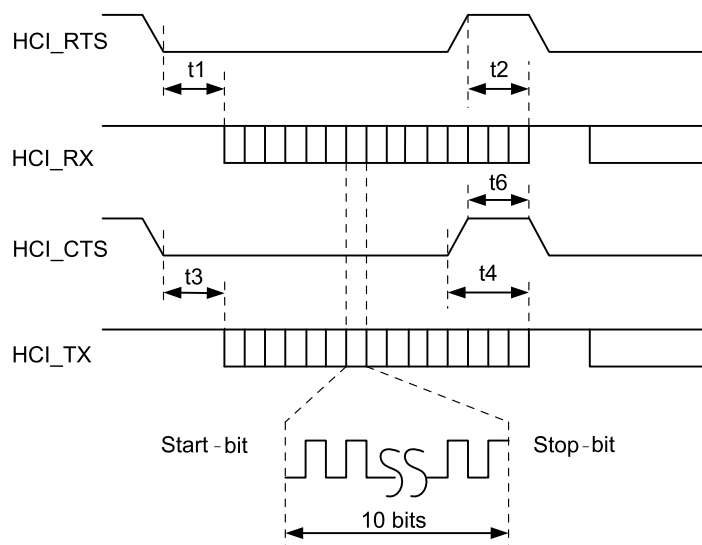 HCI_RTS
t1
t2
HCI_RX
t6
HCI_CTS
t3
t4
HCI_TX
Start-bit
Stop-bit
10 bits